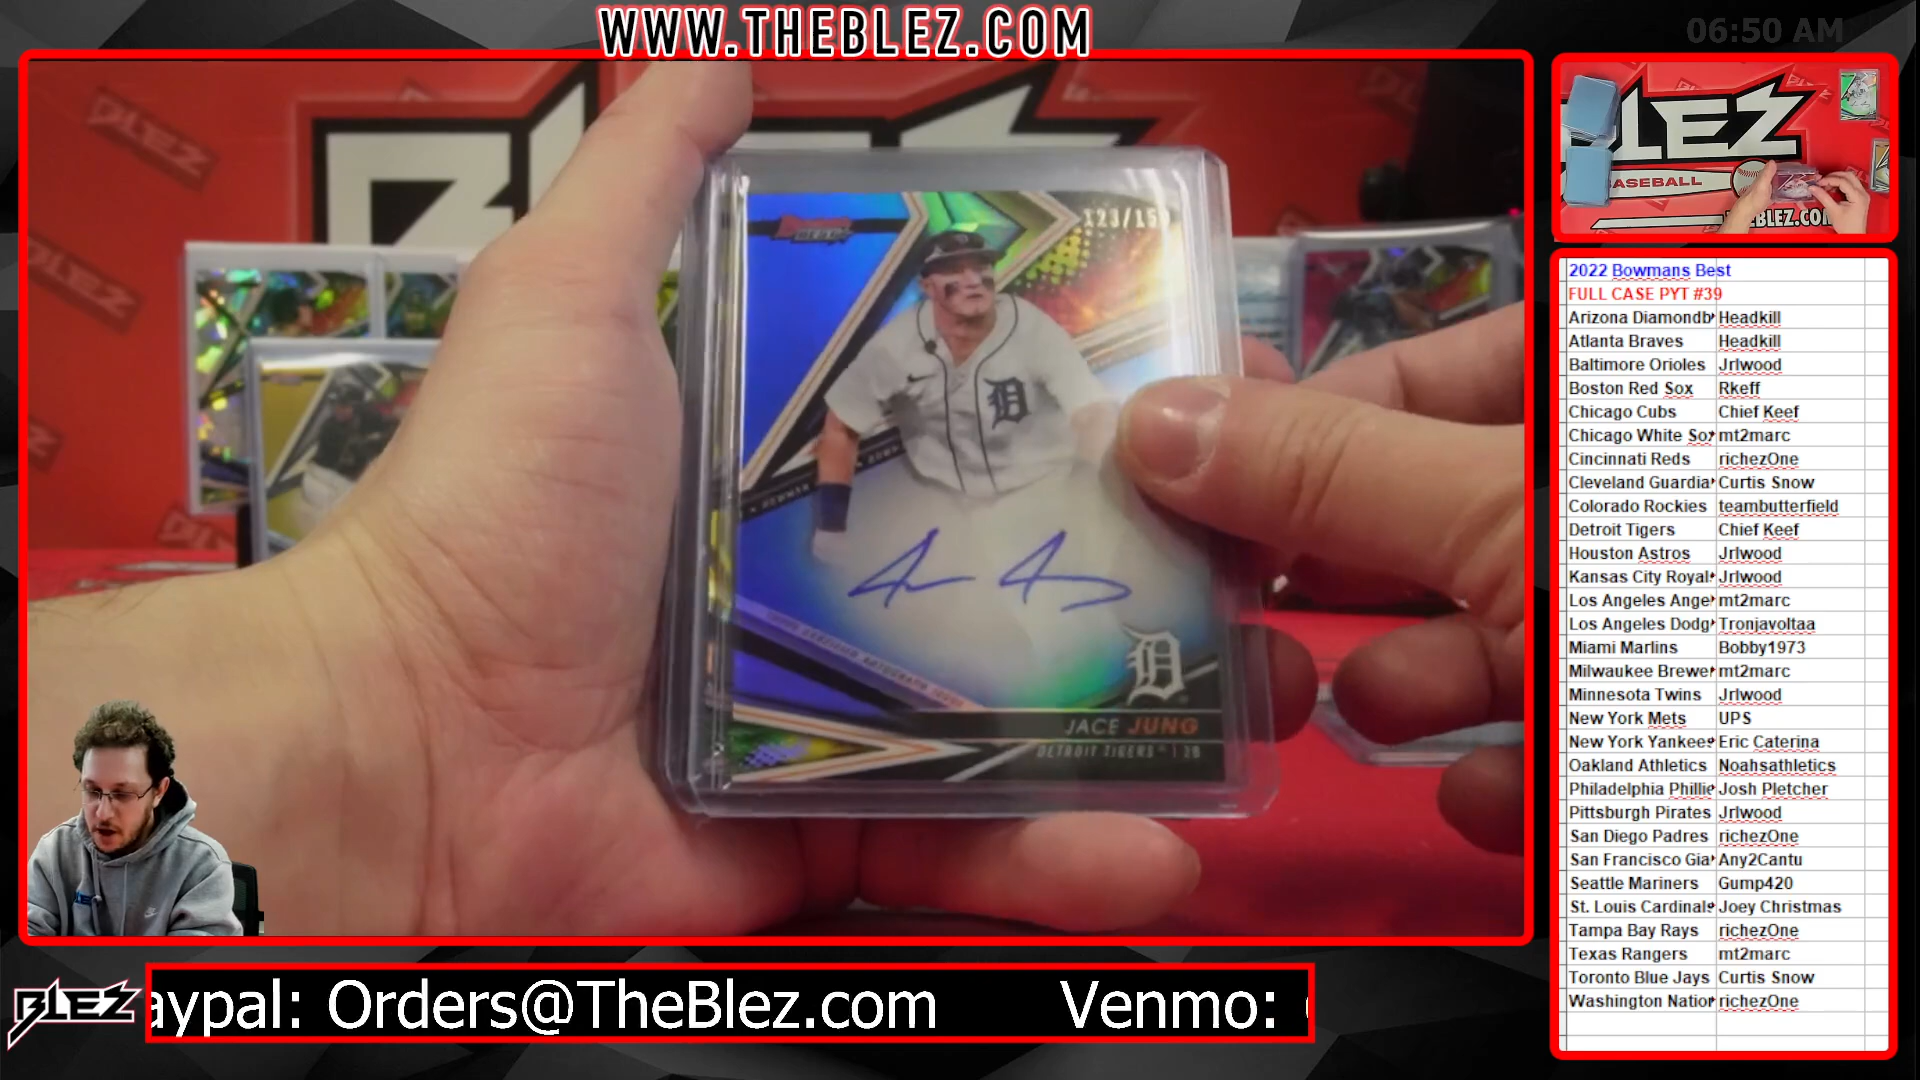 WWW.THEBLEZ.COM
06:50 AM
BLEZ
123/150
JACE JUNG
DETROIT TIGERS | 3B
BLEZ
BASEBALL
2022 Bowmans Best
FULL CASE PYT #39
Arizona Diamondb Headkill
Atlanta Braves Headkill
Baltimore Orioles Jrlwood
Boston Red Sox Rkeff
Chicago Cubs Chief Keef
Chicago White So mt2marc
Cincinnati Reds richezOne
Cleveland Guardia Curtis Snow
Colorado Rockies teambutterfield
Detroit Tigers Chief Keef
Houston Astros Jrlwood
Kansas City Royal Jrlwood
Los Angeles Ange mt2marc
Los Angeles Dodg Tronjavoltaa
Miami Marlins Bobby1973
Milwaukee Brewe mt2marc
Minnesota Twins Jrlwood
New York Mets UPS
New York Yankees Eric Caterina
Oakland Athletics Noahsathletics
Philadelphia Phillie Josh Pletcher
Pittsburgh Pirates Jrlwood
San Diego Padres richezOne
San Francisco Gia Any2Cantu
Seattle Mariners Gump420
St. Louis Cardinals Joey Christmas
Tampa Bay Rays richezOne
Texas Rangers mt2marc
Toronto Blue Jays Curtis Snow
Washington Nation richezOne
BLEZ
aypal: Orders@TheBlez.com Venmo: